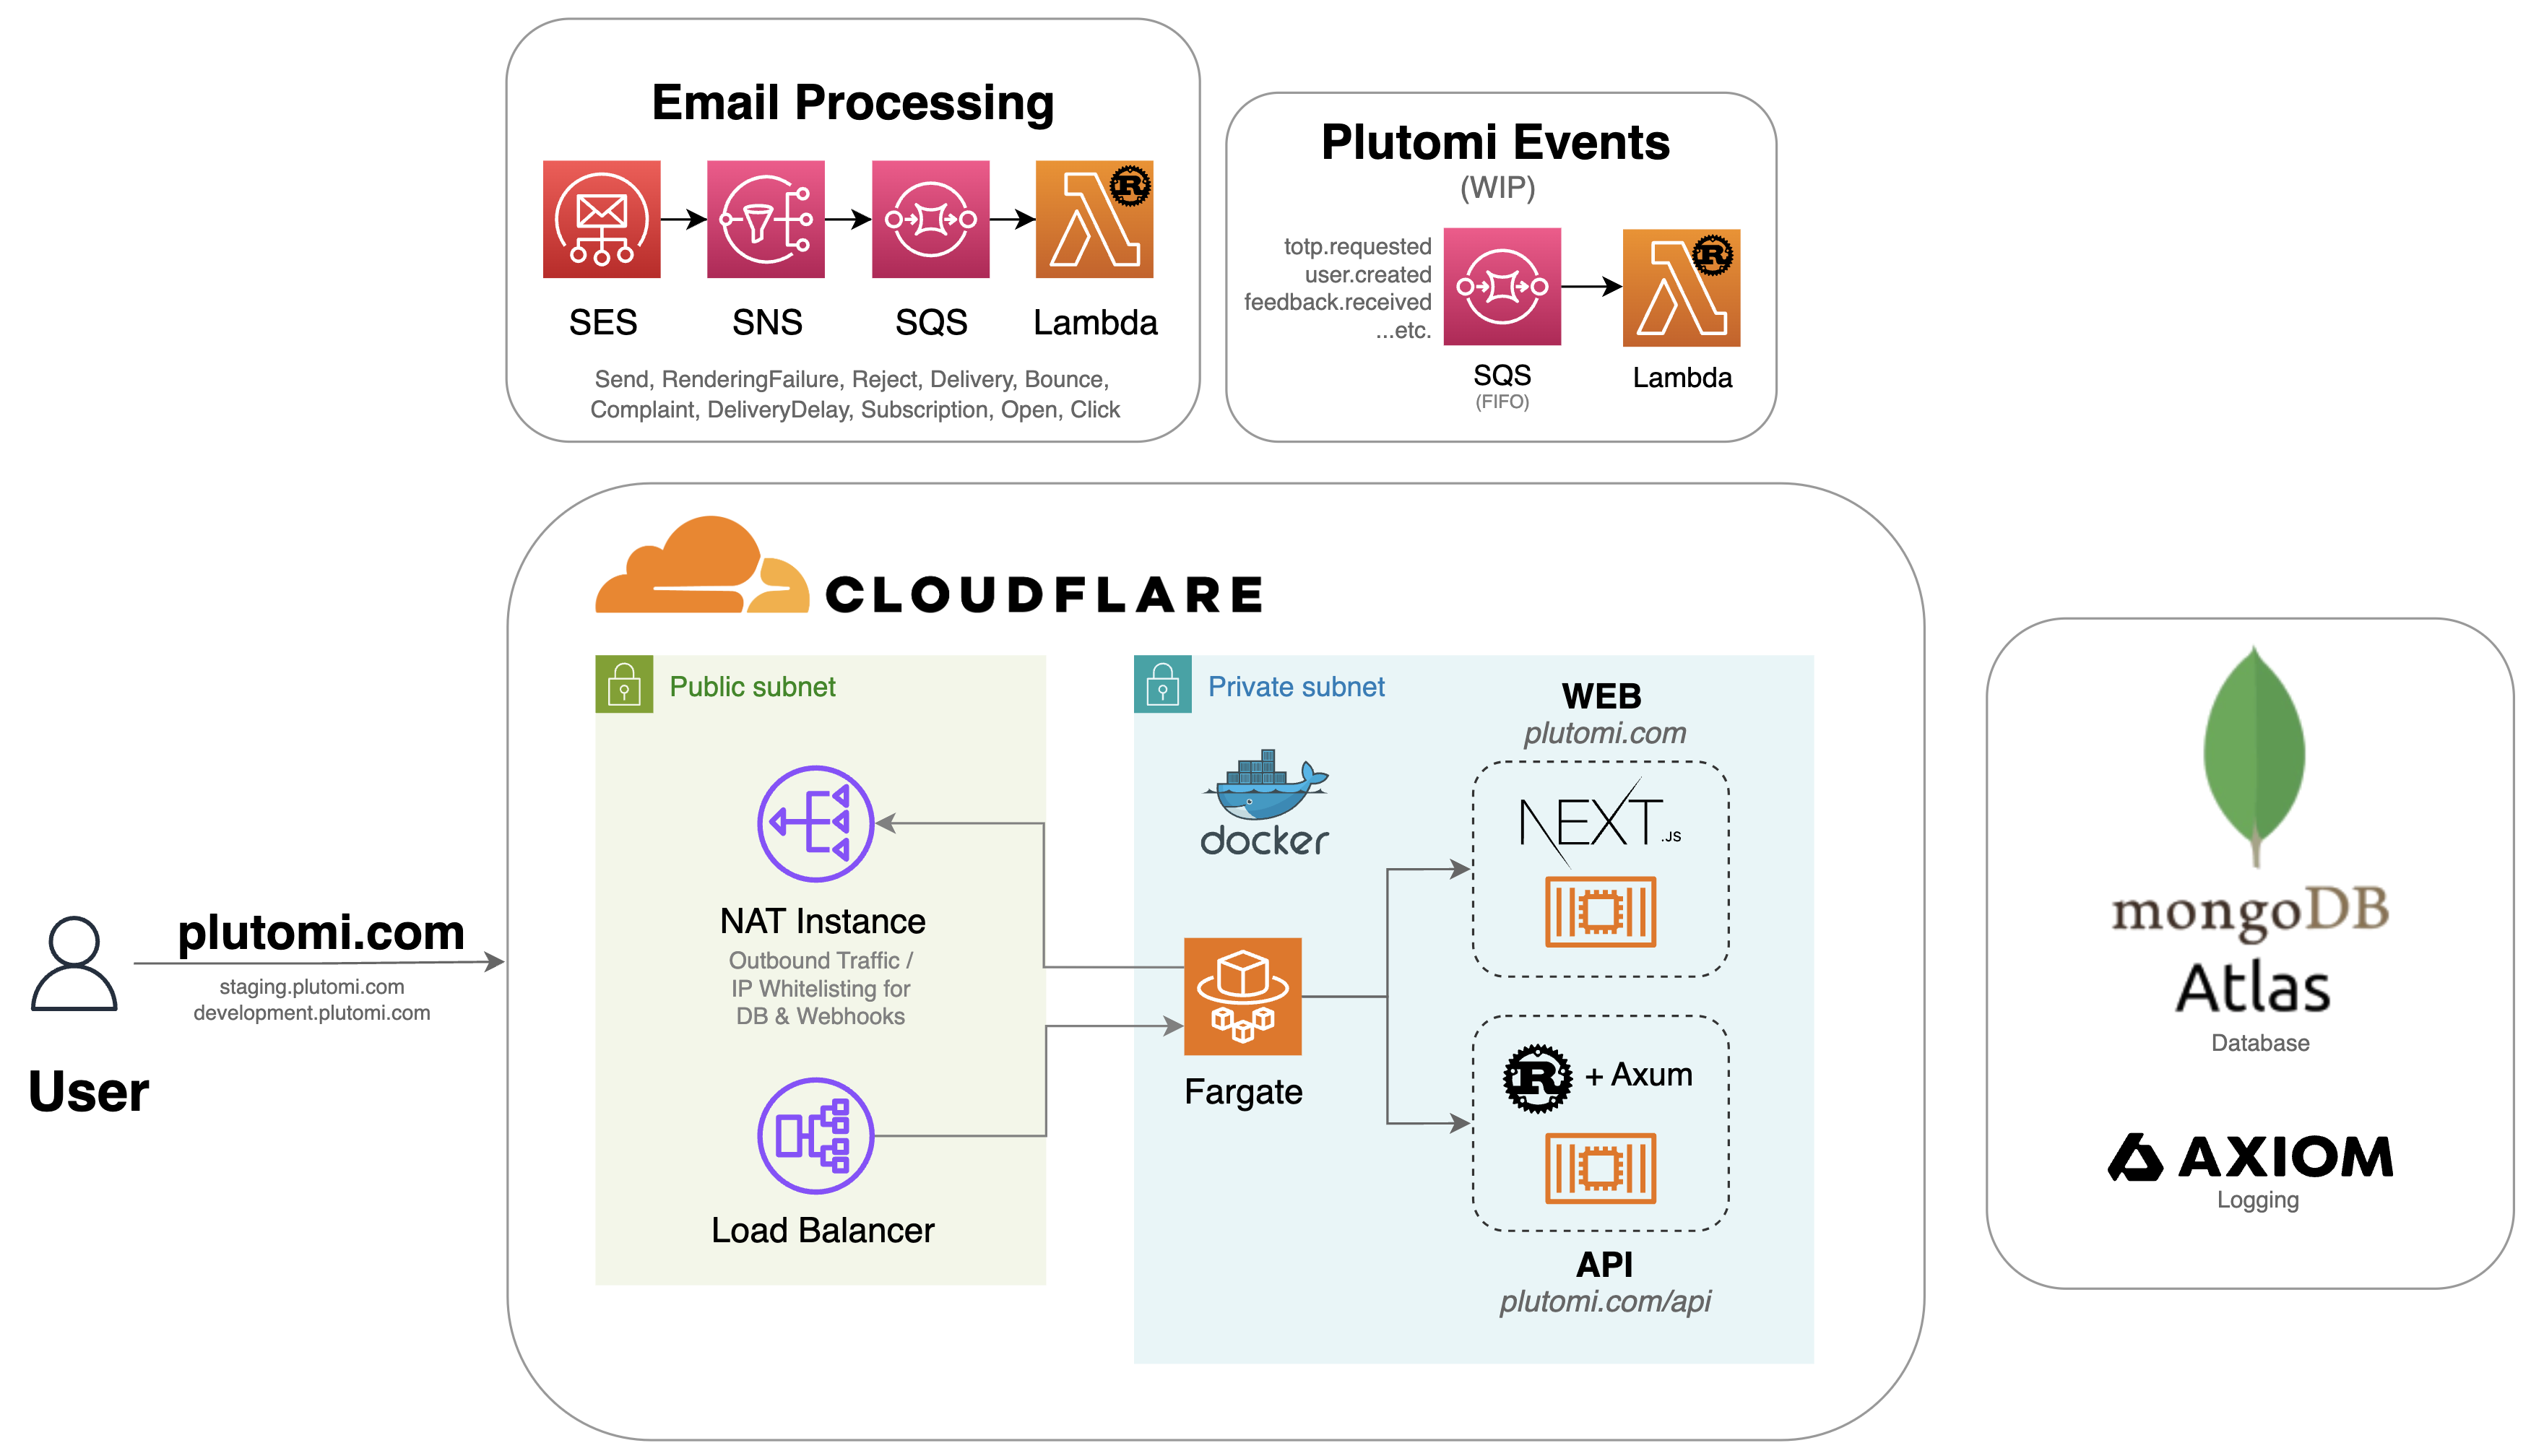 Email Processing
SES
SNS
SQS
Lambda
Send, RenderingFailure, Reject, Delivery, Bounce,
Complaint, DeliveryDelay, Subscription, Open, Click
Plutomi Events
(WIP)
totp.requested
user.created
feedback.received
...etc.
SQS
(FIFO)
Lambda
R
R
CLOUDFLARE
Public subnet
NAT Instance
Outbound Traffic /
IP Whitelisting for
DB & Webhooks
Load Balancer
Private subnet
docker
Fargate
WEB
plutomi.com
NEXT.JS
R + Axum
API
plutomi.com/api
plutomi.com
staging.plutomi.com
development.plutomi.com
User
mongoDB
Atlas
Database
AXIOM
Logging